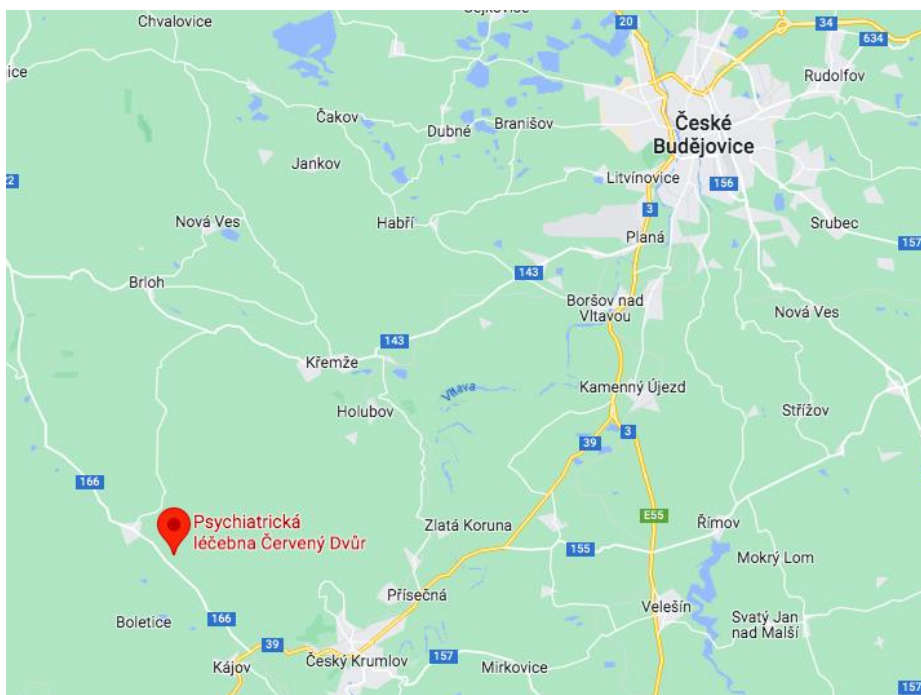 Chvalovice
20
34
634
Rudolfov
Čakov
Dubné
Branišov
České
Budějovice
Jankov
Litvínovice
156
3
Habří
Nová Ves
Srubec
Planá
157
143
Brloh
Boršov nad
Vltavou
Nová Ves
143
Křemže
Vltava
Kamenný Újezd
Holubov
Střížov
3
39
166
Psychiatrická
léčebna Červený Dvůr
Zlatá Koruna
E55
Římov
155
Mokrý Lom
Přísečná
Velešín
Boletice
166
Svatý Jan
nad Malší
39
Kájov
Český Krumlov
157
Mirkovice